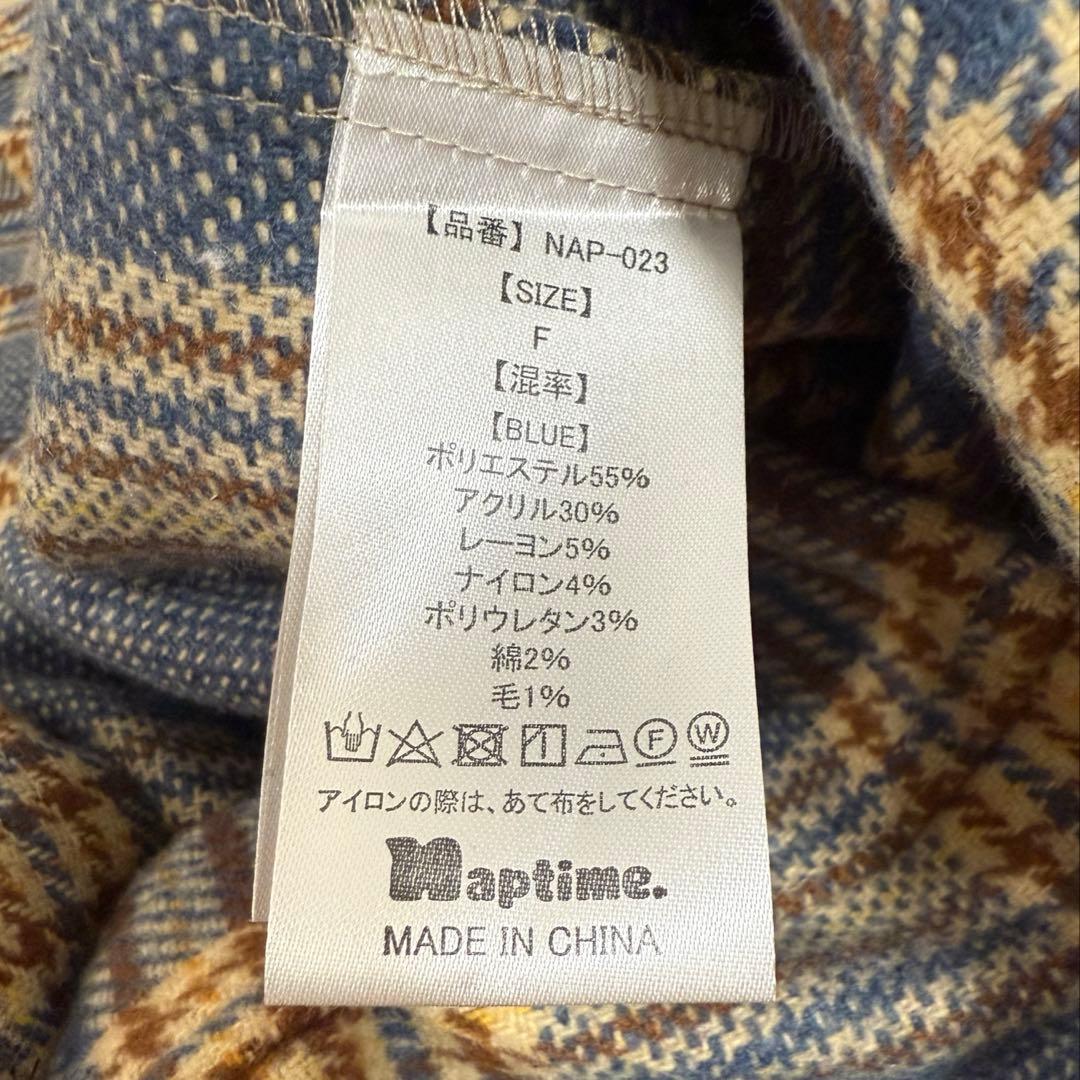 【品番】NAP-023
【SIZE】
F
【混率】
【BLUE】
ポリエステル55%
アクリル30%
レーヨン5%
ナイロン4%
ポリウレタン3%
綿2%
毛1%
F W
アイロンの際は、あて布をしてください。
Naptime.
MADE IN CHINA